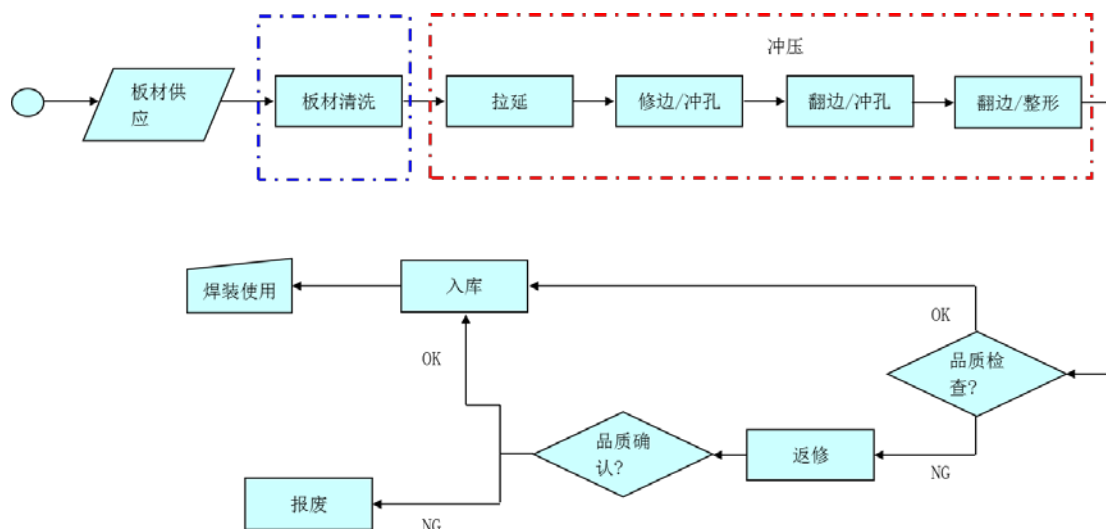 冲压
板材供
应
板材清洗
拉延
修边/冲孔
翻边/冲孔
翻边/整形
焊装使用
入库
OK
OK
品质检
查?
品质确
认?
返修
NG
报废
NG